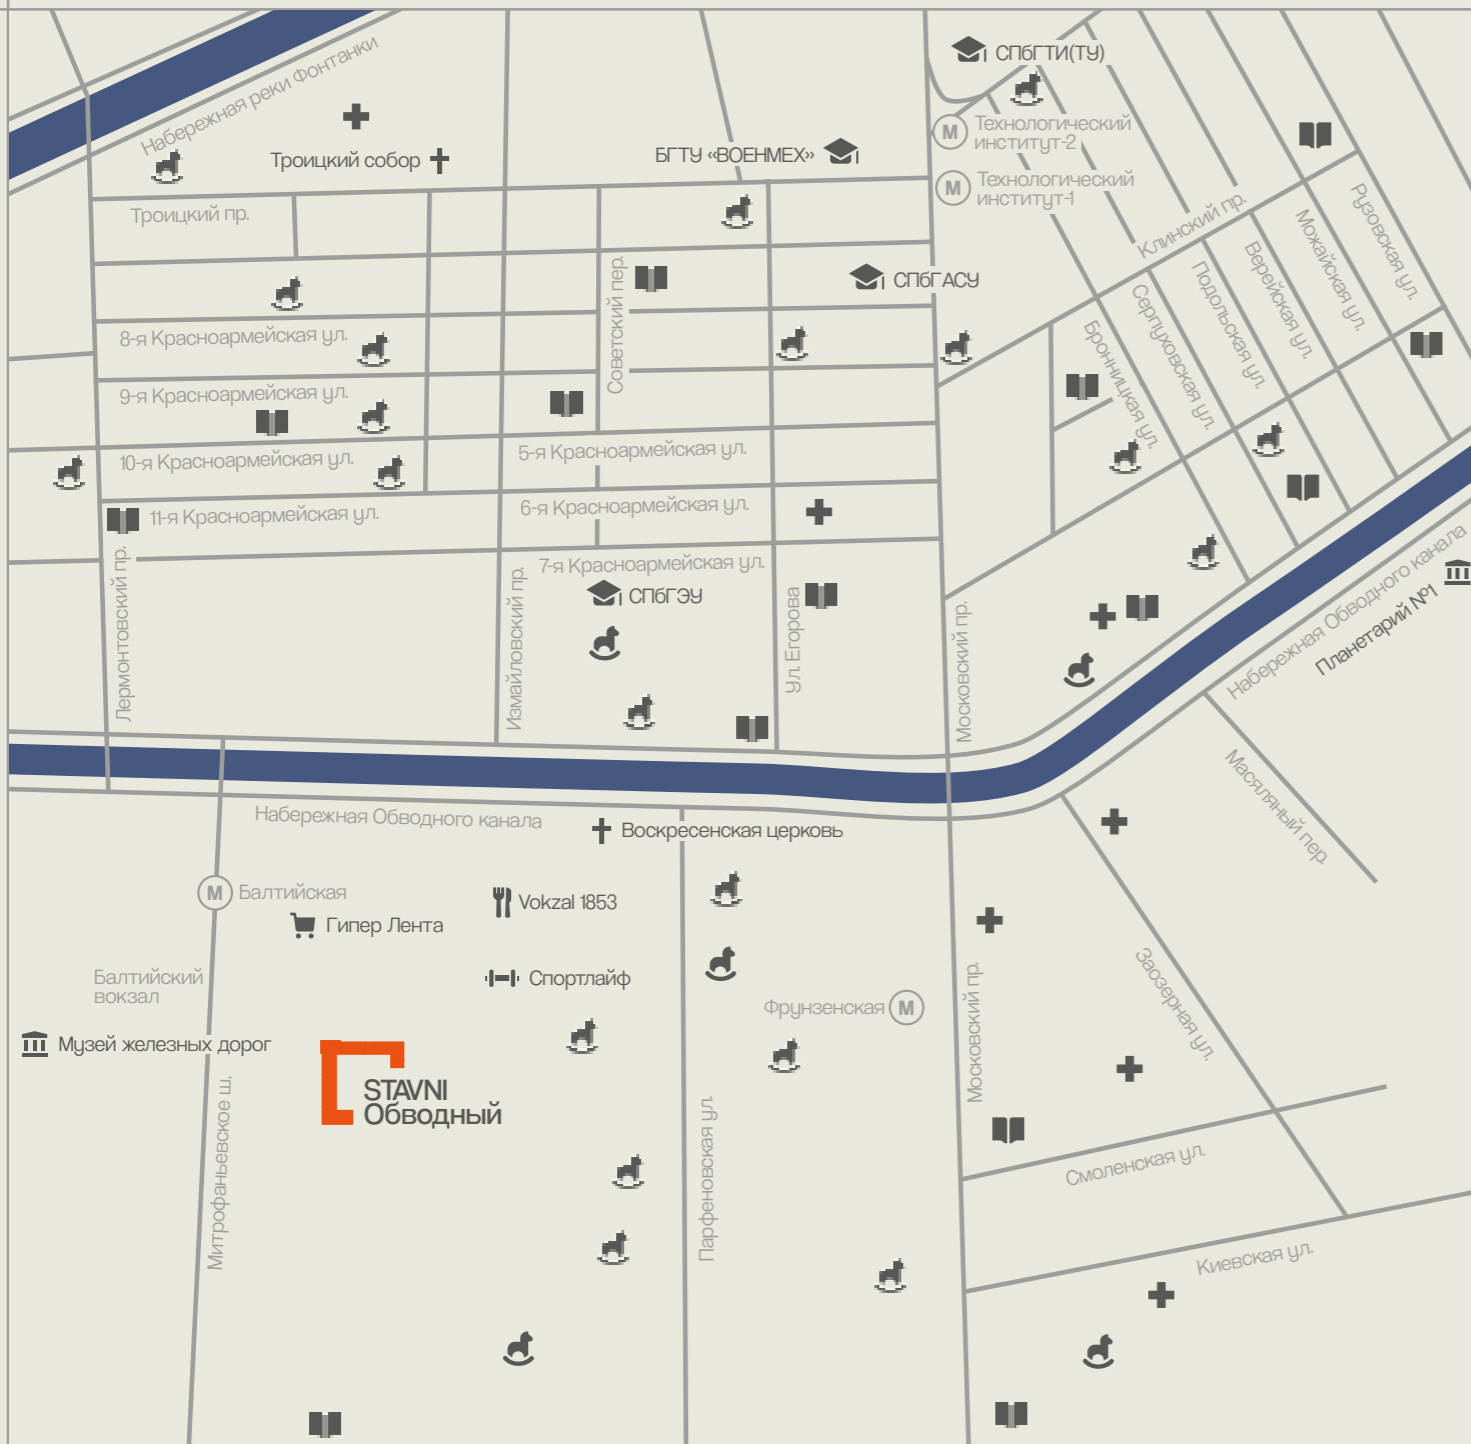 Набережная реки Фонтанки
СПбГТИ(ТУ)
М
Технологический
институт-2
БГТУ «ВОЕНМЕХ»
Троицкий собор
М
Технологический
институт-1
Троицкий пр.
Клинский пр.
Рузовская ул.
Можайская ул.
Верейская ул.
Подольская ул.
Серпуховская ул.
Бронницкая ул.
Советский пер.
СПбГАСУ
8-я Красноармейская ул.
9-я Красноармейская ул.
10-я Красноармейская ул.
5-я Красноармейская ул.
11-я Красноармейская ул.
6-я Красноармейская ул.
7-я Красноармейская ул.
СПбГЭУ
Лермонтовский пр.
Измайловский пр.
Ул. Егорова
Московский пр.
Набережная Обводного канала
Планетарий №1
Масляный пер.
Набережная Обводного канала
Воскресенская церковь
М
Балтийская
Vokzal 1853
Гипер Лента
Балтийский
вокзал
Спортлайф
Фрунзенская
М
Московский пр.
Заозерная ул.
Музей железных дорог
STAVNI
Обводный
Митрофаньевское ш.
Парфеновская ул.
Смоленская ул.
Киевская ул.